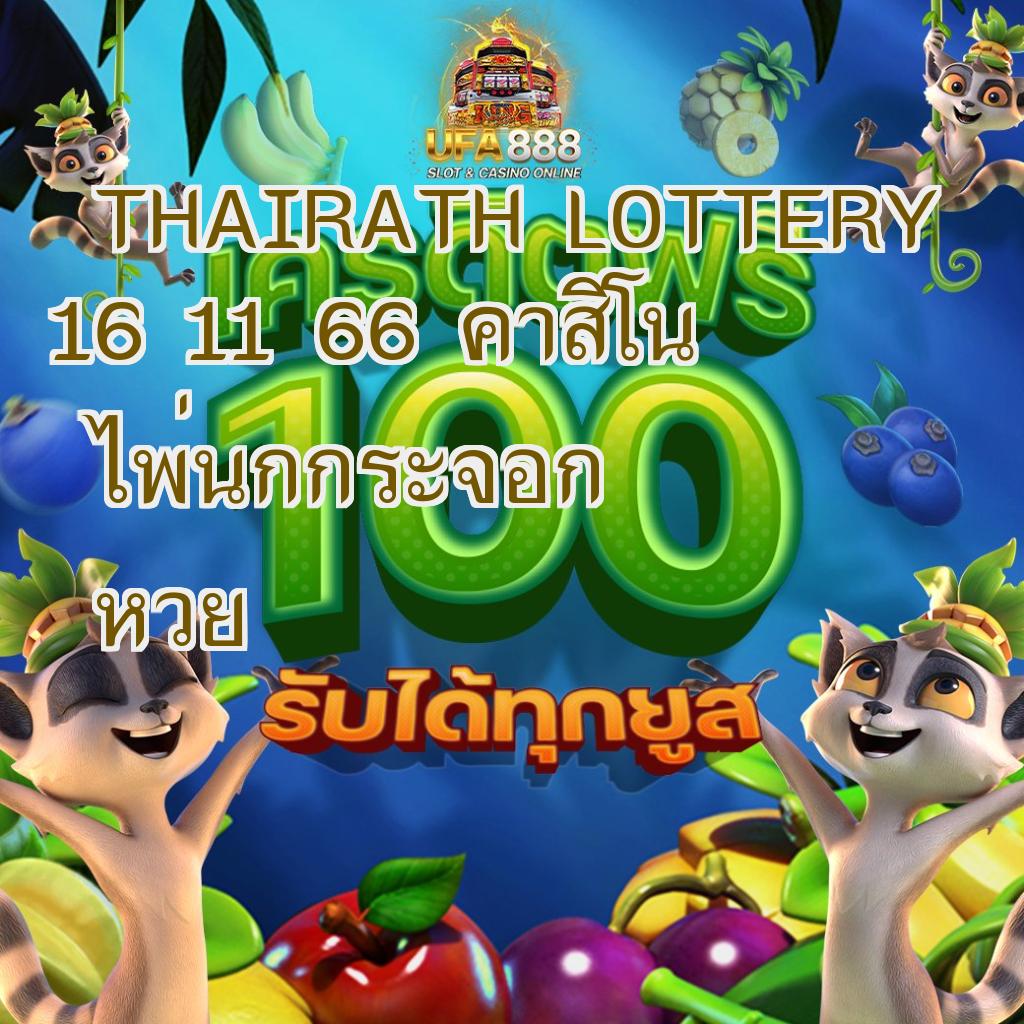 KING
UFA888
SLOT & CASINO ONLINE
THAIRATH LOTTERY
เครดิตฟรี
16 11 66 คาสิโน
100
ไพ่นกกระจอก
หวย
รับได้ทุกยูส